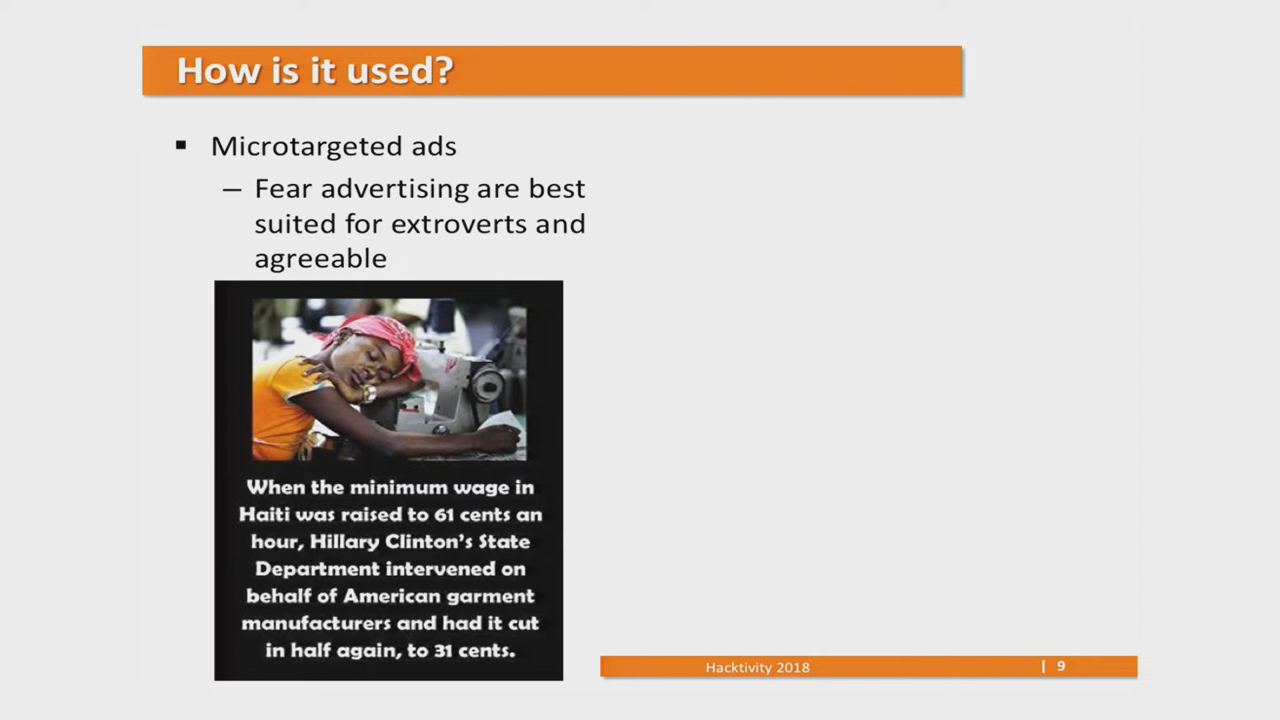 How is it used?
▪ Microtargeted ads
– Fear advertising are best
suited for extroverts and
agreeable
When the minimum wage in
Haiti was raised to 61 cents an
hour, Hillary Clinton's State
Department intervened on
behalf of American garment
manufacturers and had it cut
in half again, to 31 cents.
Hacktivity 2018 | 9